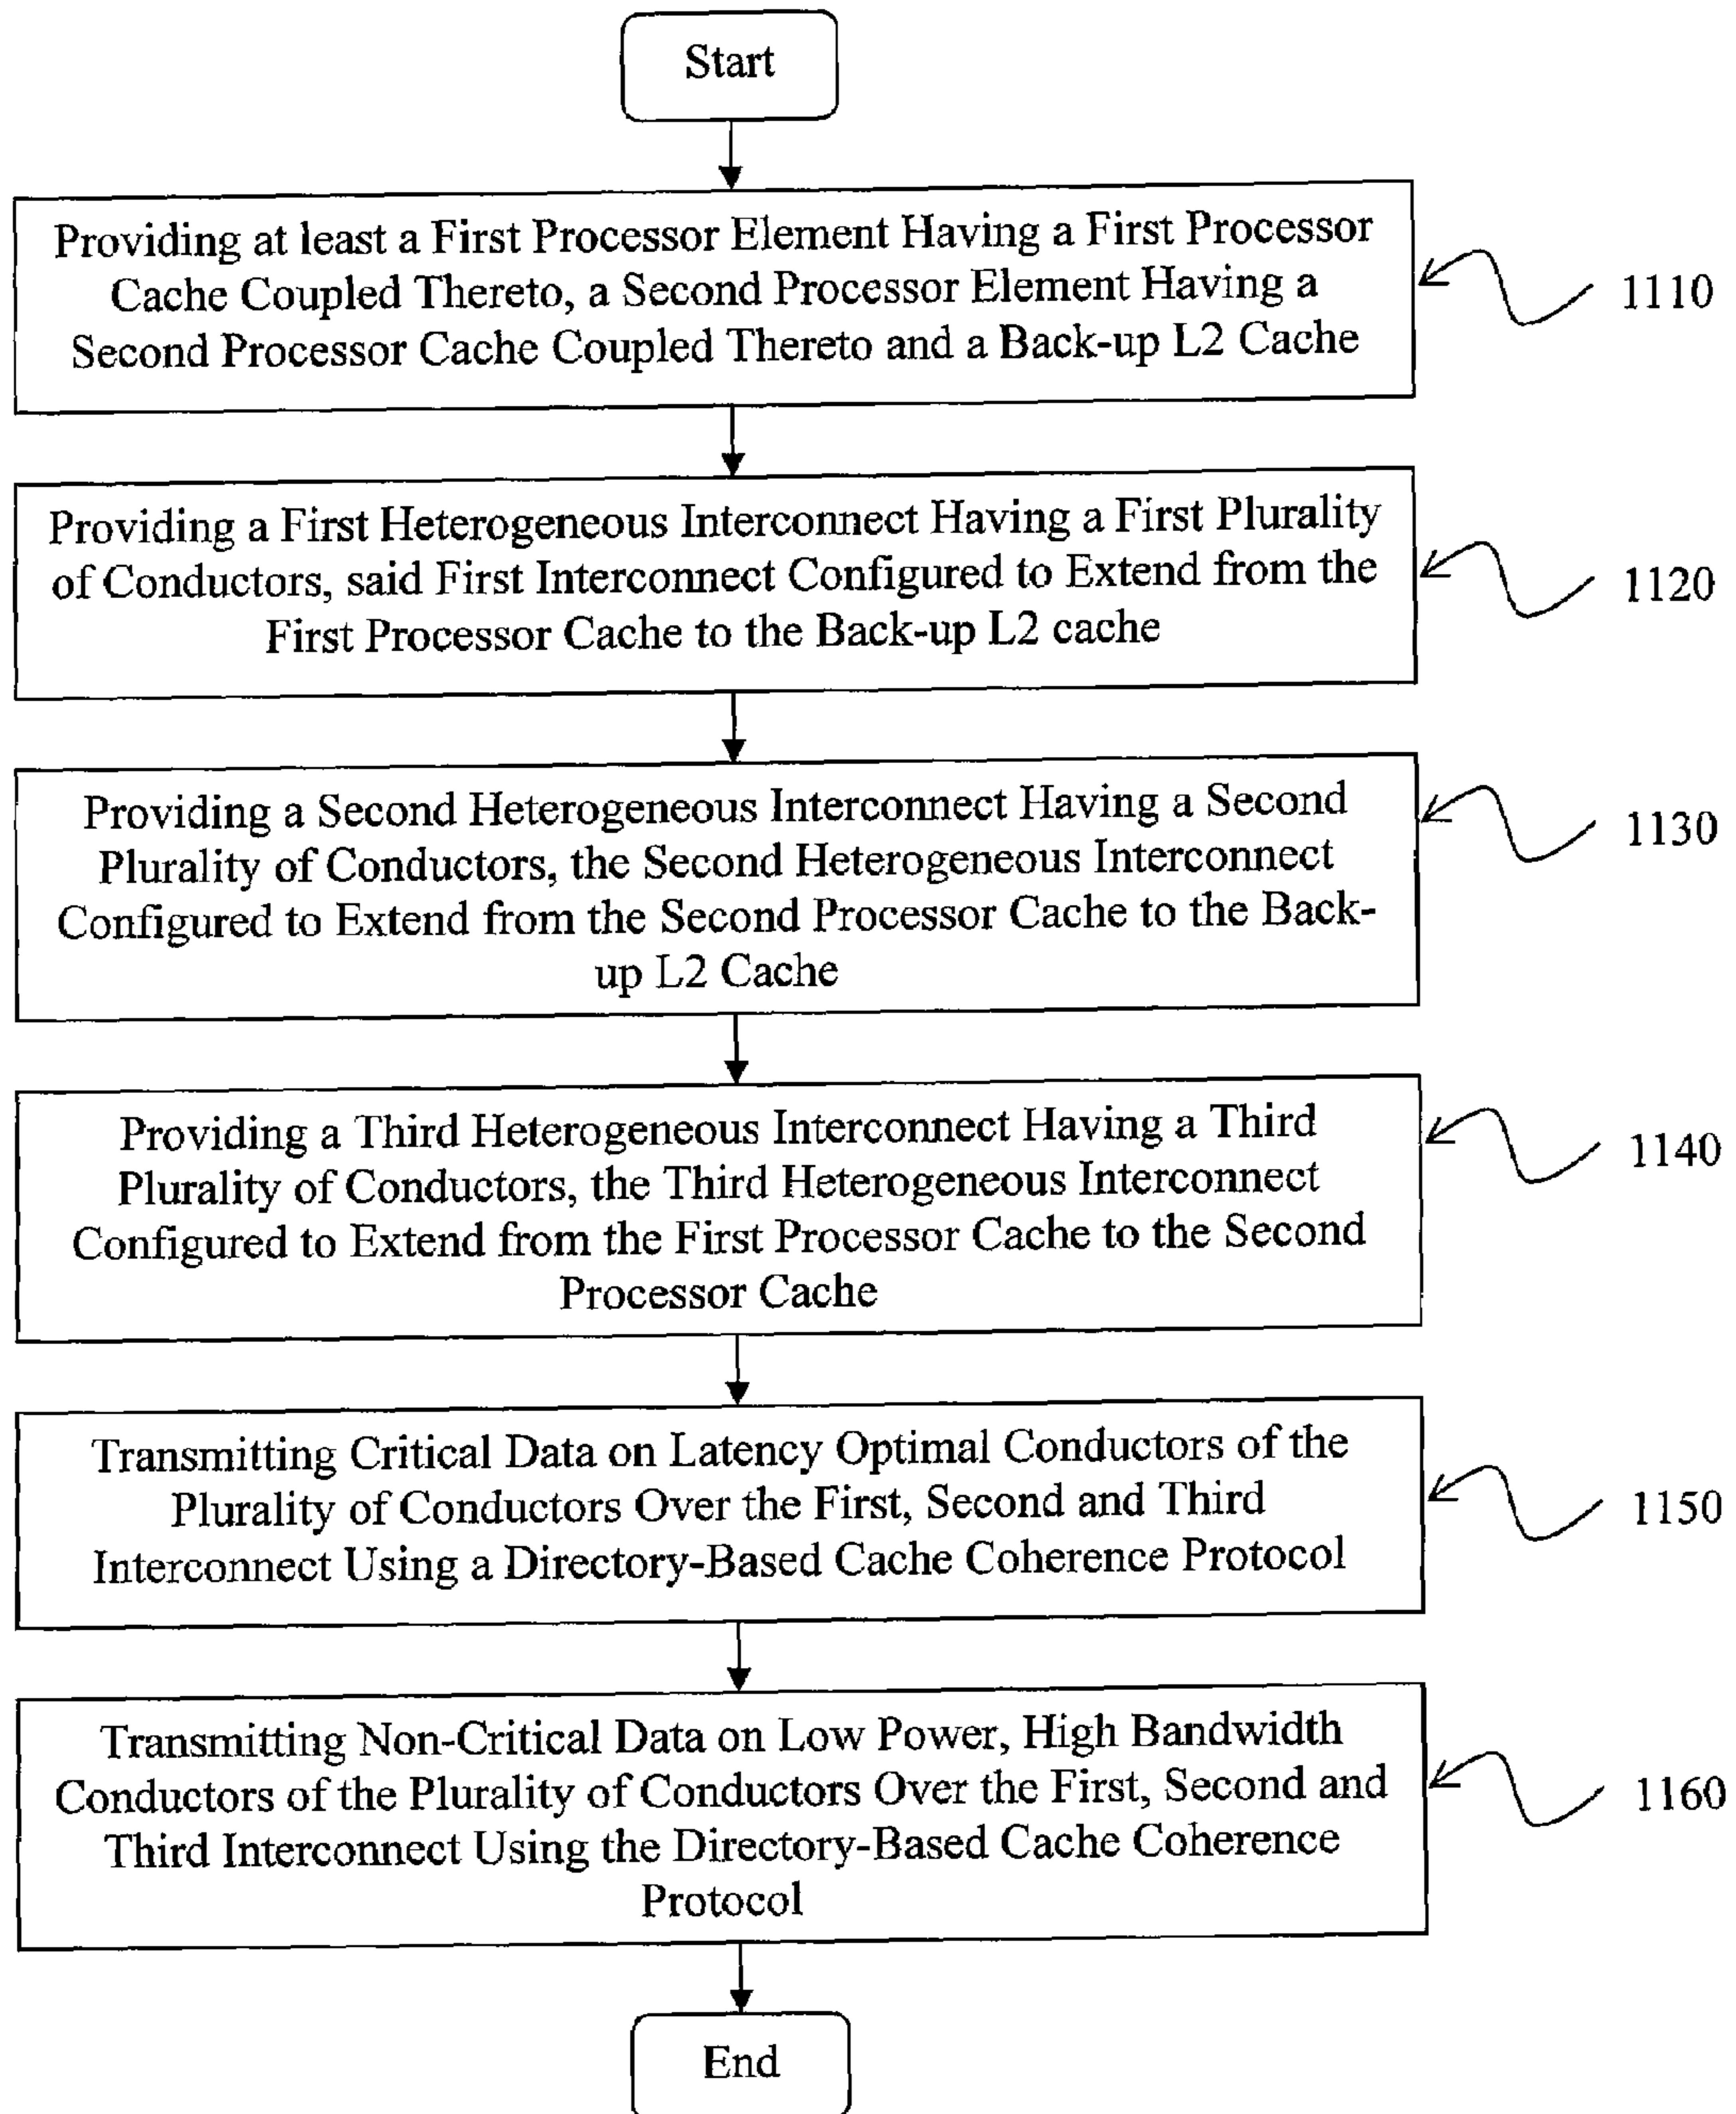 Start
Providing at least a First Processor Element Having a First Processor
Cache Coupled Thereto, a Second Processor Element Having a
Second Processor Cache Coupled Thereto and a Back-up L2 Cache
1110
Providing a First Heterogeneous Interconnect Having a First Plurality
of Conductors, said First Interconnect Configured to Extend from the
First Processor Cache to the Back-up L2 cache
1120
Providing a Second Heterogeneous Interconnect Having a Second
Plurality of Conductors, the Second Heterogeneous Interconnect
Configured to Extend from the Second Processor Cache to the Back-
up L2 Cache
1130
Providing a Third Heterogeneous Interconnect Having a Third
Plurality of Conductors, the Third Heterogeneous Interconnect
Configured to Extend from the First Processor Cache to the Second
Processor Cache
1140
Transmitting Critical Data on Latency Optimal Conductors of the
Plurality of Conductors Over the First, Second and Third
Interconnect Using a Directory-Based Cache Coherence Protocol
1150
Transmitting Non-Critical Data on Low Power, High Bandwidth
Conductors of the Plurality of Conductors Over the First, Second and
Third Interconnect Using the Directory-Based Cache Coherence
Protocol
1160
End